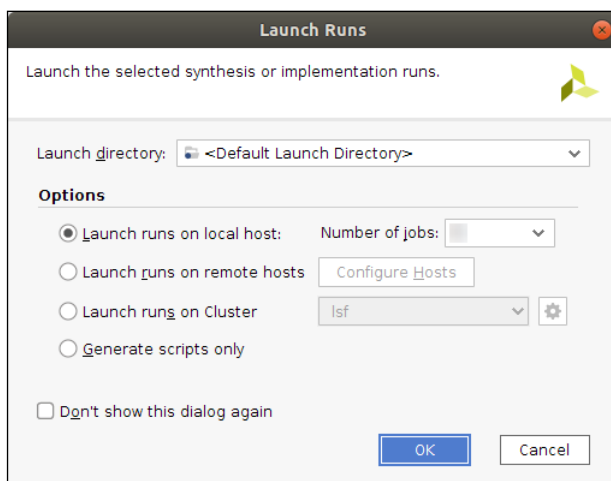 Launch Runs
Launch the selected synthesis or implementation runs.
Launch directory: <Default Launch Directory>
Options
Launch runs on local host: Number of jobs:
Launch runs on remote hosts Configure Hosts
Launch runs on Cluster lsf
Generate scripts only
Don't show this dialog again
OK Cancel